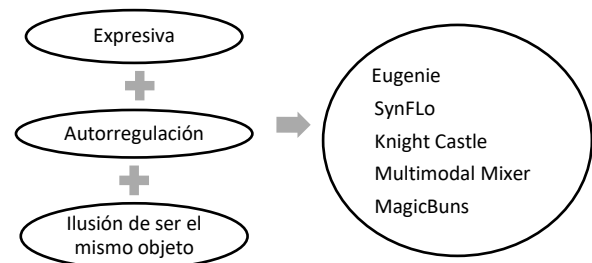 Expresiva
Autorregulación
Ilusión de ser el
mismo objeto
Eugenie
SynFLo
Knight Castle
Multimodal Mixer
MagicBuns